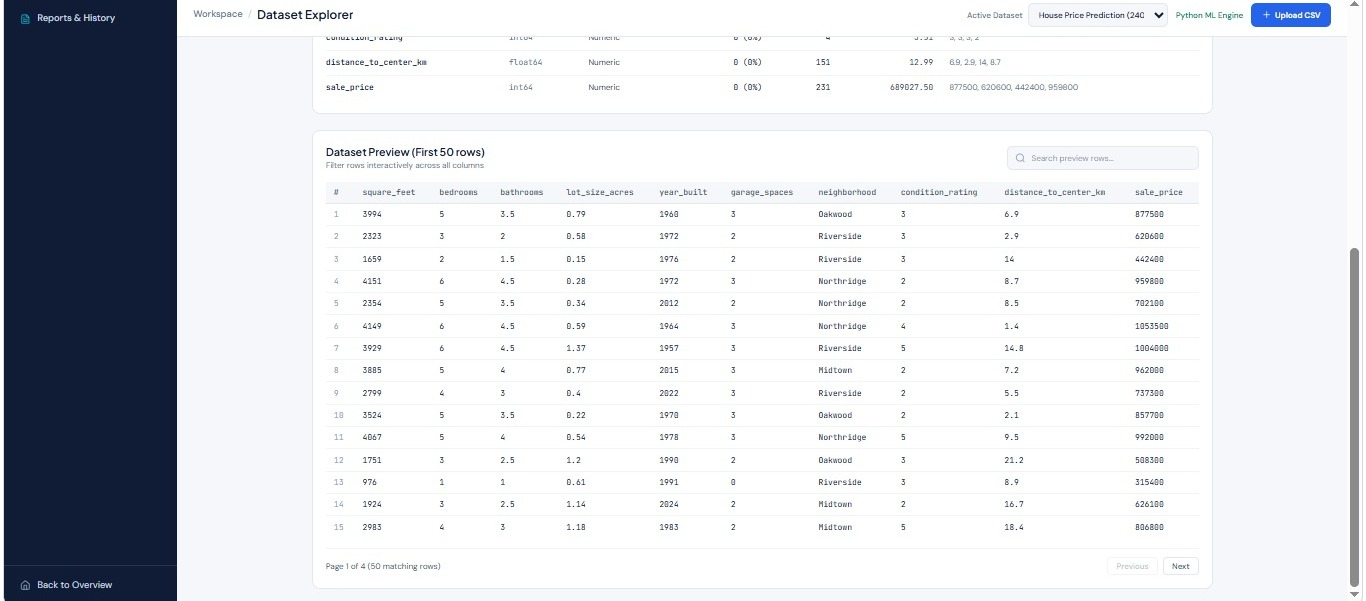 Reports & History
Workspace / Dataset Explorer
Active Dataset House Price Prediction (240 Python ML Engine + Upload CSV
condition_rating int64 Numeric 0 (0%) 4 3.51 3, 3, 3, 2
distance_to_center_km float64 Numeric 0 (0%) 151 12.99 6.9, 2.9, 14, 8.7
sale_price int64 Numeric 0 (0%) 231 689027.50 877500, 620600, 442400, 959800
Dataset Preview (First 50 rows)
Filter rows interactively across all columns
Search preview rows...
# square_feet bedrooms bathrooms lot_size_acres year_built garage_spaces neighborhood condition_rating distance_to_center_km sale_price
1 3994 5 3.5 0.79 1960 3 Oakwood 3 6.9 877500
2 2323 3 2 0.58 1972 2 Riverside 3 2.9 620600
3 1659 2 1.5 0.15 1976 2 Riverside 3 14 442400
4 4151 6 4.5 0.28 1972 3 Northridge 2 8.7 959800
5 2354 5 3.5 0.34 2012 2 Northridge 2 8.5 702100
6 4149 6 4.5 0.59 1964 3 Northridge 4 1.4 1053500
7 3929 6 4.5 1.37 1957 3 Riverside 5 14.8 1004000
8 3885 5 4 0.77 2015 3 Midtown 2 7.2 962000
9 2799 4 3 0.4 2022 3 Riverside 2 5.5 737300
10 3524 5 3.5 0.22 1970 3 Oakwood 2 2.1 857700
11 4067 5 4 0.54 1978 3 Northridge 5 9.5 992000
12 1751 3 2.5 1.2 1990 2 Oakwood 3 21.2 508300
13 976 1 1 0.61 1991 0 Riverside 3 8.9 315400
14 1924 3 2.5 1.14 2024 2 Midtown 2 16.7 626100
15 2983 4 3 1.18 1983 2 Midtown 5 18.4 806800
Page 1 of 4 (50 matching rows)
Previous Next
Back to Overview